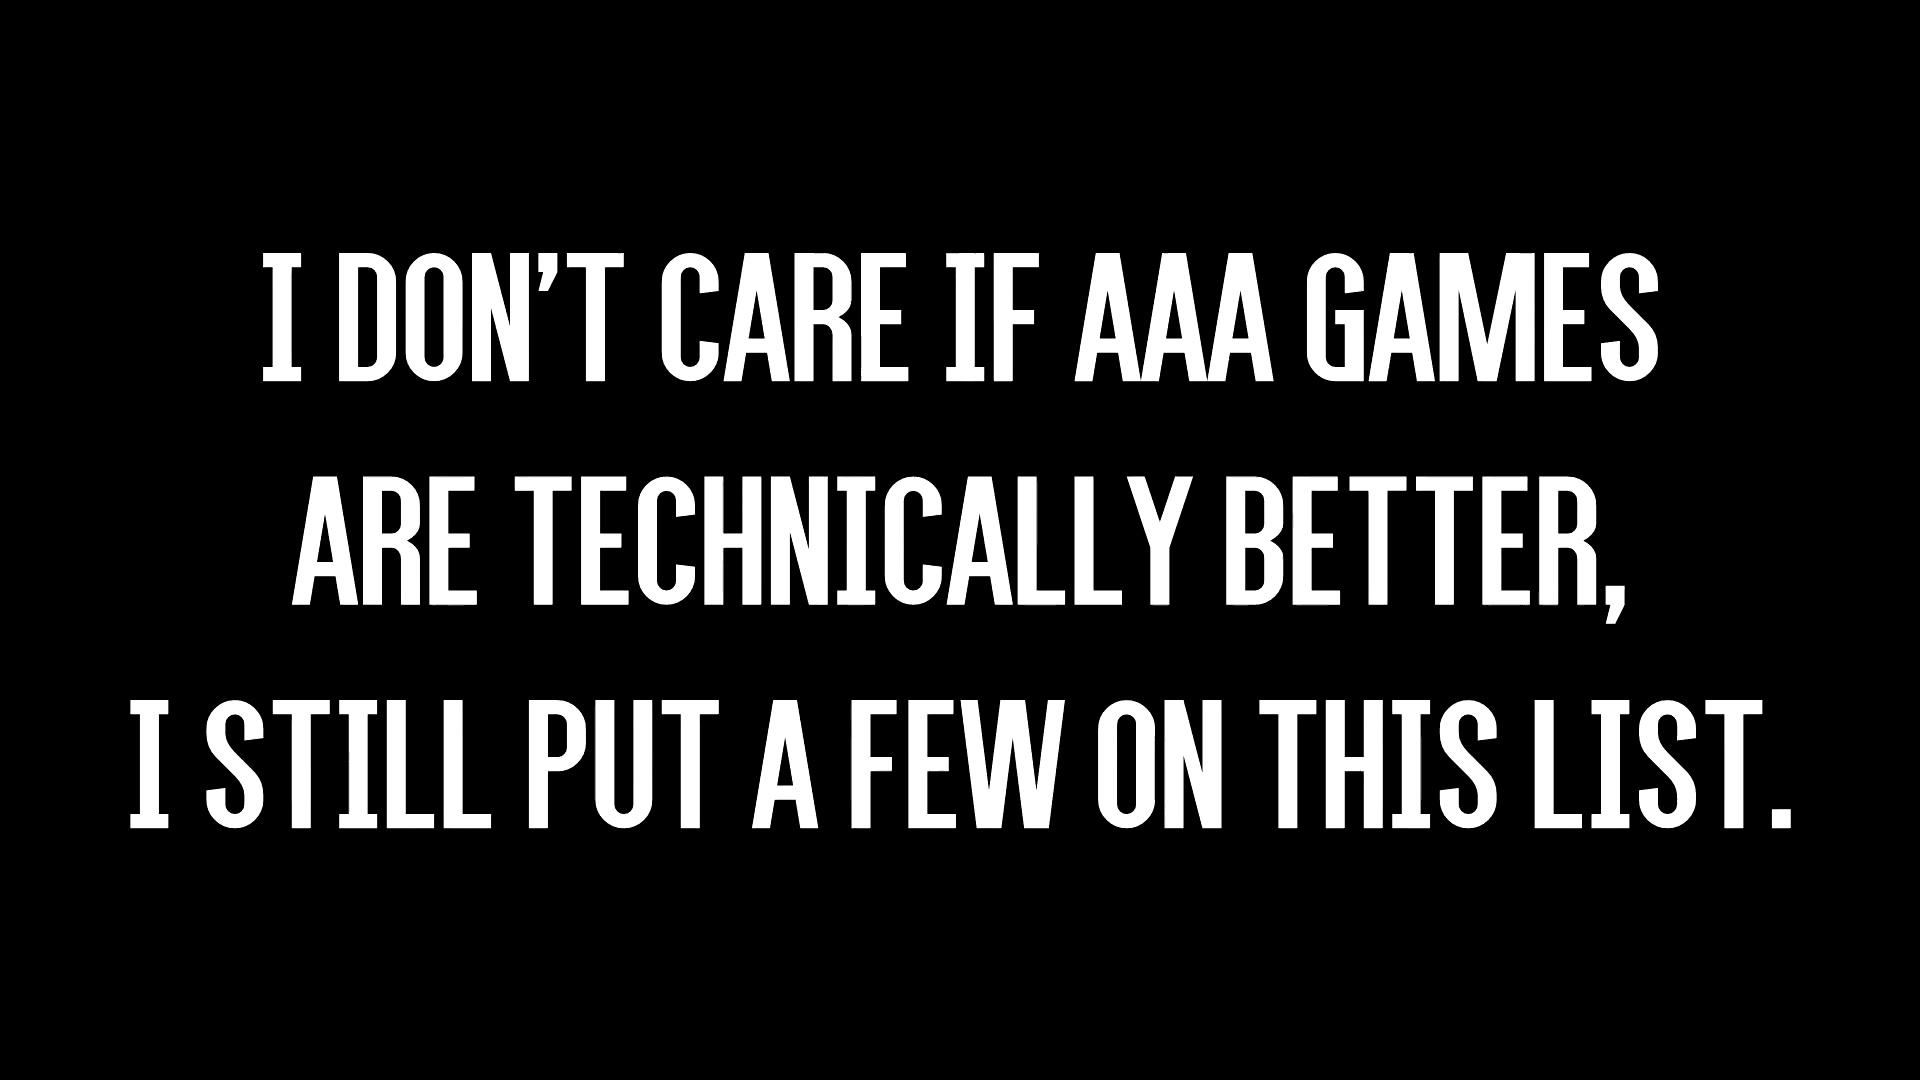 I DON’T CARE IF AAA GAMES
ARE TECHNICALLY BETTER,
I STILL PUT A FEW ON THIS LIST.